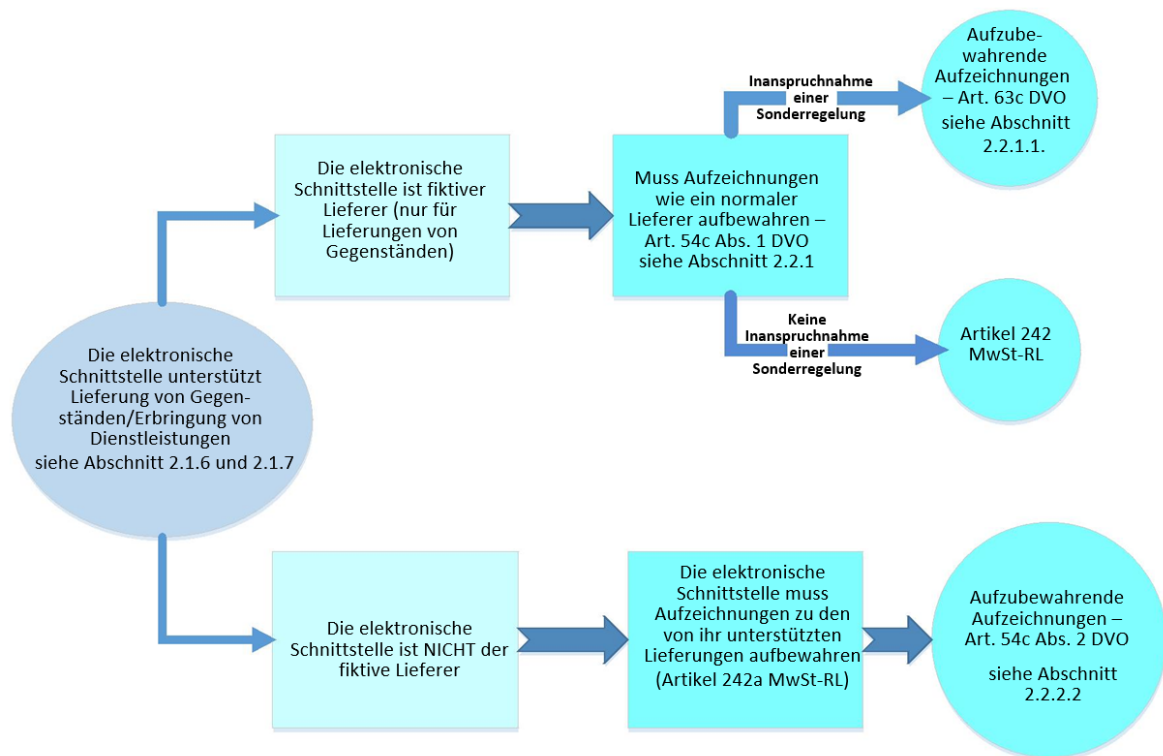 Die elektronische
Schnittstelle unterstützt
Lieferung von Gegen-
ständen/Erbringung von
Dienstleistungen
siehe Abschnitt 2.1.6 und 2.1.7
Die elektronische
Schnittstelle ist fiktiver
Lieferer (nur für
Lieferungen von
Gegenständen)
Muss Aufzeichnungen
wie ein normaler
Lieferer aufbewahren –
Art. 54c Abs. 1 DVO
siehe Abschnitt 2.2.1
Inanspruchnahme
einer
Sonderregelung
Aufzube-
wahrende
Aufzeichnungen
– Art. 63c DVO
siehe Abschnitt
2.2.1.1.
Keine
Inanspruchnahme
einer
Sonderregelung
Artikel 242
MwSt-RL
Die elektronische
Schnittstelle ist NICHT der
fiktive Lieferer
Die elektronische
Schnittstelle muss
Aufzeichnungen zu den
von ihr unterstützten
Lieferungen aufbewahren
(Artikel 242a MwSt-RL)
Aufzubewahrende
Aufzeichnungen –
Art. 54c Abs. 2 DVO
siehe Abschnitt
2.2.2.2